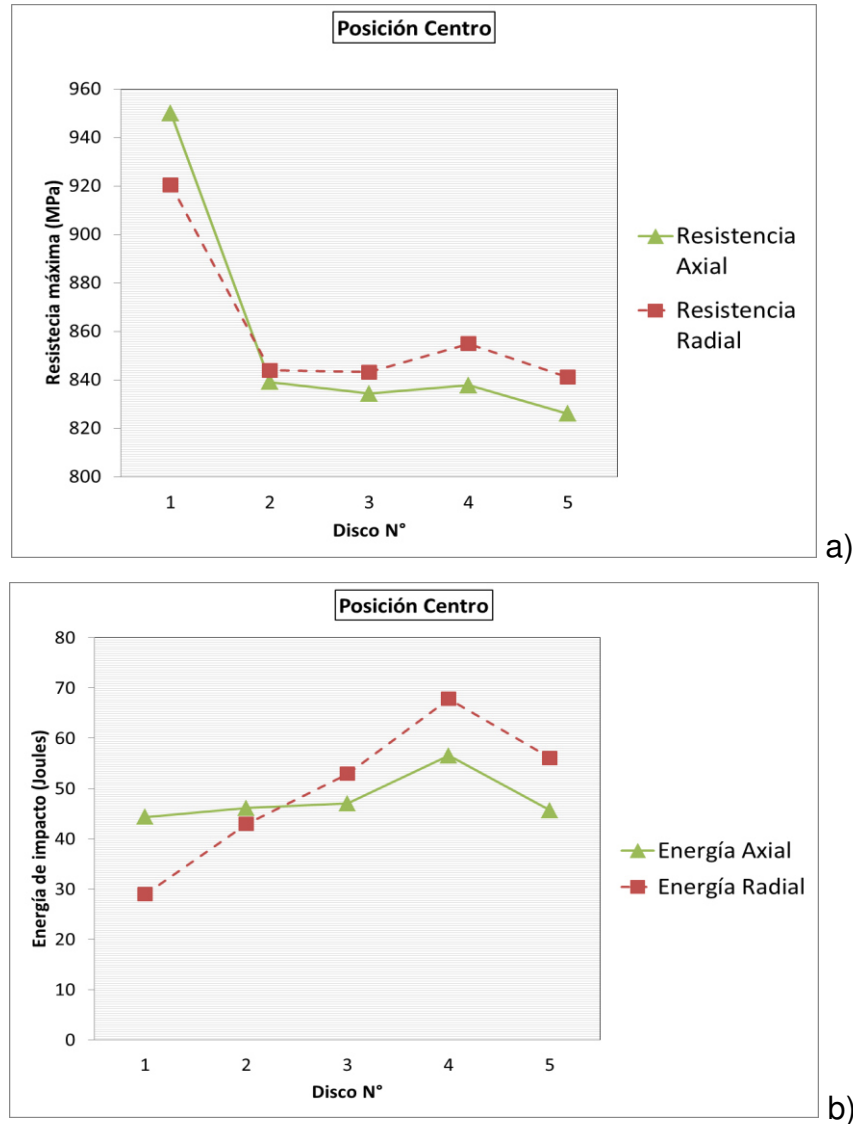 Posición Centro
960
940
920
900
880
860
840
820
800
Resistecia máxima (MPa)
1 2 3 4 5
Disco N°
Resistencia
Axial
Resistencia
Radial
a)
Posición Centro
80
70
60
50
40
30
20
10
0
Energía de impacto (Joules)
1 2 3 4 5
Disco N°
Energía Axial
Energía Radial
b)